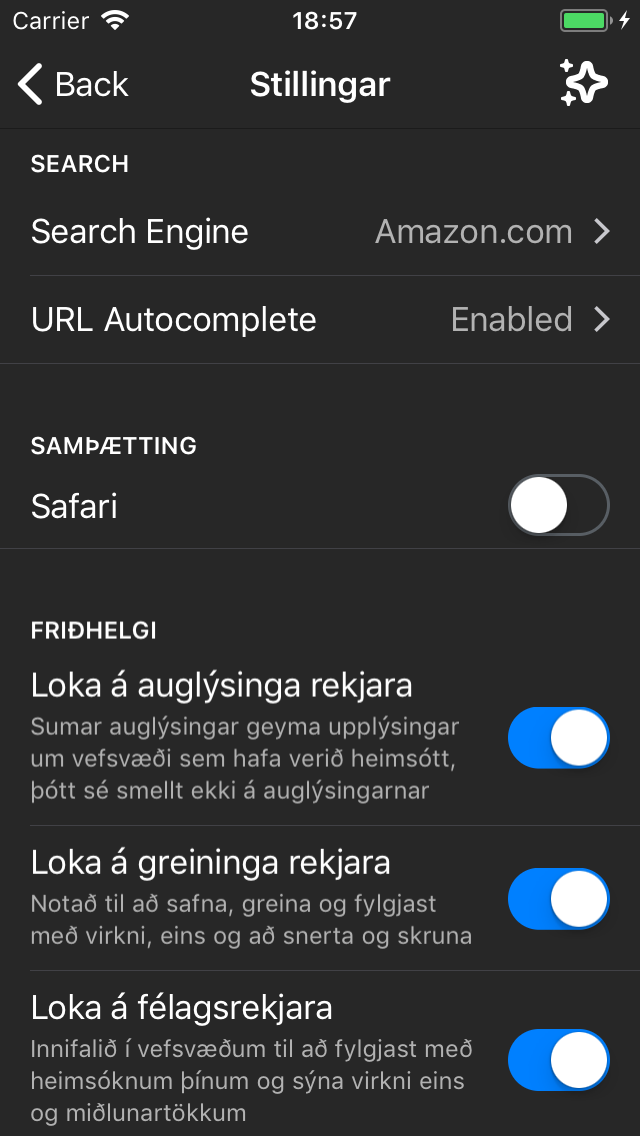 Carrier 18:57
Back Stillingar
SEARCH
Search Engine Amazon.com
URL Autocomplete Enabled
SAMÞÆTTING
Safari
FRIÐHELGI
Loka á auglýsinga rekjara
Sumar auglýsingar geyma upplýsingar
um vefsvæði sem hafa verið heimsótt,
þótt sé smellt ekki á auglýsingarnar
Loka á greininga rekjara
Notað til að safna, greina og fylgjast
með virkni, eins og að snerta og skruna
Loka á félagsrekjara
Innifalið í vefsvæðum til að fylgjast með
heimsóknum þínum og sýna virkni eins
og miðlunartökkum